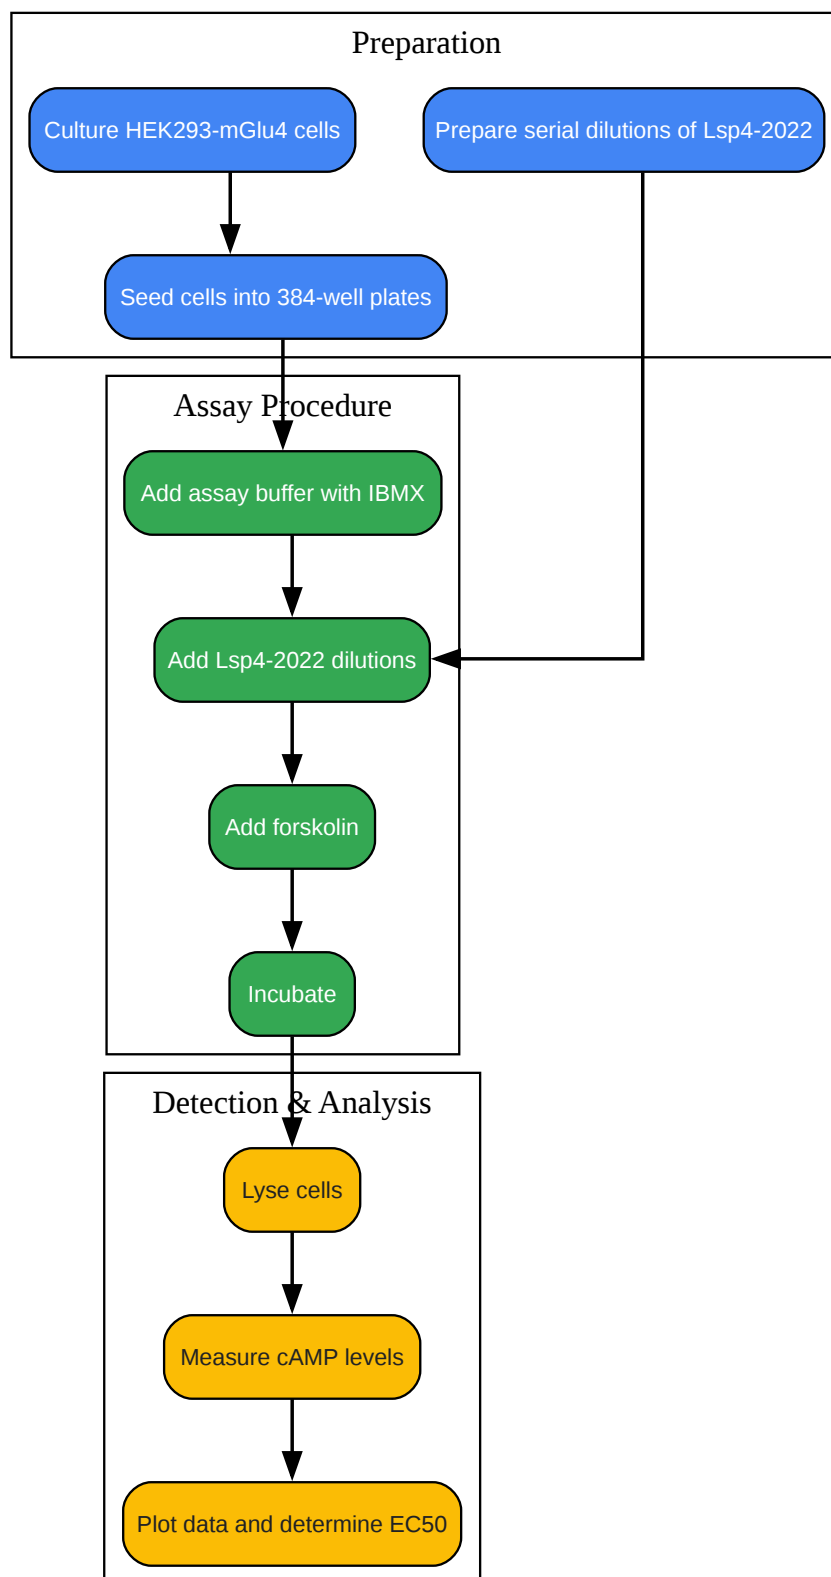 Preparation
Culture HEK293-mGlu4 cells
Prepare serial dilutions of Lsp4-2022
Seed cells into 384-well plates
Assay Procedure
Add assay buffer with IBMX
Add Lsp4-2022 dilutions
Add forskolin
Incubate
Detection & Analysis
Lyse cells
Measure cAMP levels
Plot data and determine EC50